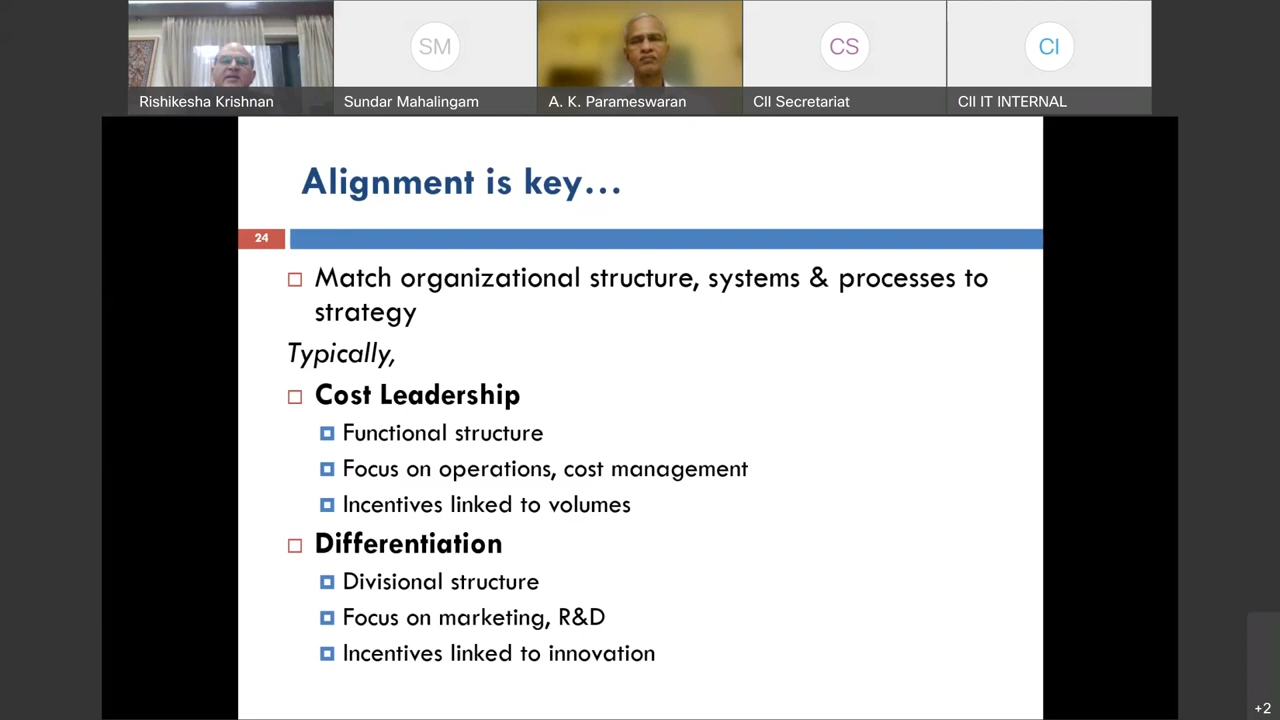 SM
CS
CI
Rishikesha Krishnan
Sundar Mahalingam
A. K. Parameswaran
CII Secretariat
CII IT INTERNAL
Alignment is key...
24
Match organizational structure, systems & processes to
strategy
Typically,
Cost Leadership
Functional structure
Focus on operations, cost management
Incentives linked to volumes
Differentiation
Divisional structure
Focus on marketing, R&D
Incentives linked to innovation
+2